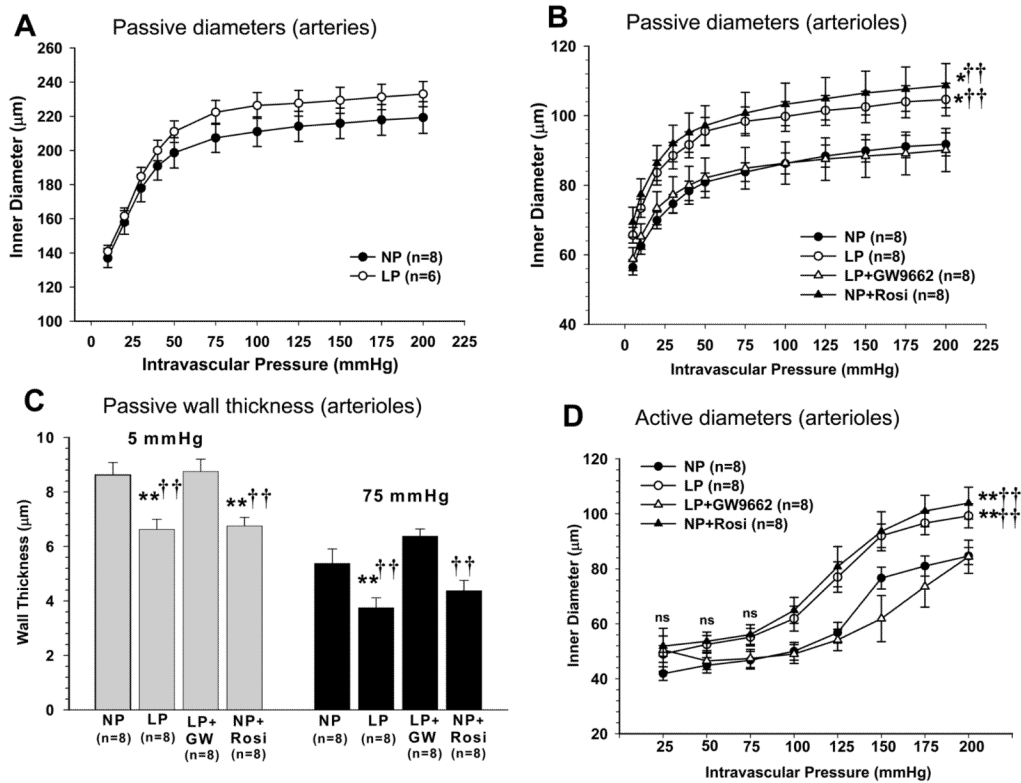 A
Passive diameters (arteries)
260
240
220
200
180
160
140
120
100
Inner Diameter (µm)
NP (n=8)
LP (n=6)
0 25 50 75 100 125 150 175 200 225
Intravascular Pressure (mmHg)
B
Passive diameters (arterioles)
120
100
80
60
40
Inner Diameter (µm)
*††
*††
NP (n=8)
LP (n=8)
LP+GW9662 (n=8)
NP+Rosi (n=8)
0 25 50 75 100 125 150 175 200 225
Intravascular Pressure (mmHg)
C
Passive wall thickness (arterioles)
10
8
6
4
2
0
Wall Thickness (µm)
5 mmHg
**††
**††
75 mmHg
**††
††
NP LP LP+ NP+ NP LP LP+ NP+
(n=8) (n=8) GW Rosi (n=8) (n=8) GW Rosi
(n=8) (n=8) (n=8) (n=8)
D
Active diameters (arterioles)
120
100
80
60
40
20
Inner Diameter (µm)
NP (n=8)
LP (n=8)
LP+GW9662 (n=8)
NP+Rosi (n=8)
**††
**††
ns ns ns
25 50 75 100 125 150 175 200
Intravascular Pressure (mmHg)